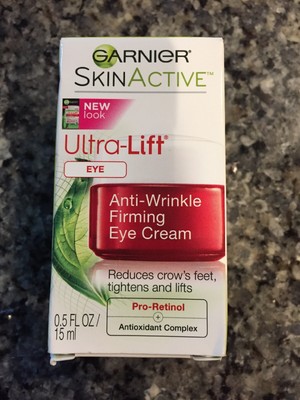 GARNIER®
SKINACTIVE™
NEW
look
Ultra-Lift®
EYE
Anti-Wrinkle
Firming
Eye Cream
Reduces crow's feet,
tightens and lifts
Pro-Retinol
+
Antioxidant Complex
0.5 FL OZ/
15 ml